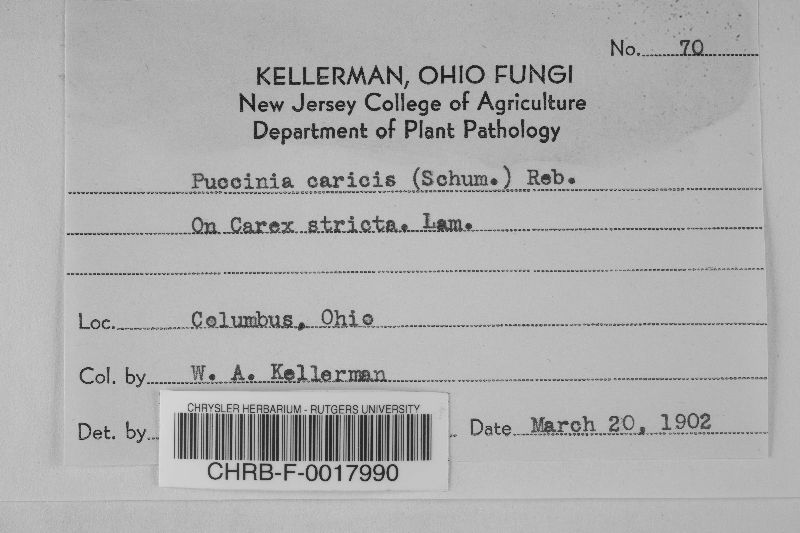 No. 70
KELLERMAN, OHIO FUNGI
New Jersey College of Agriculture
Department of Plant Pathology
Puccinia caricis (Schum.) Reb.
On Carex stricta. Lam.
Loc. Columbus, Ohio
Col. by W. A. Kellerman
Det. by Date March 20, 1902
CHRYSLER HERBARIUM - RUTGERS UNIVERSITY
CHRB-F-0017990